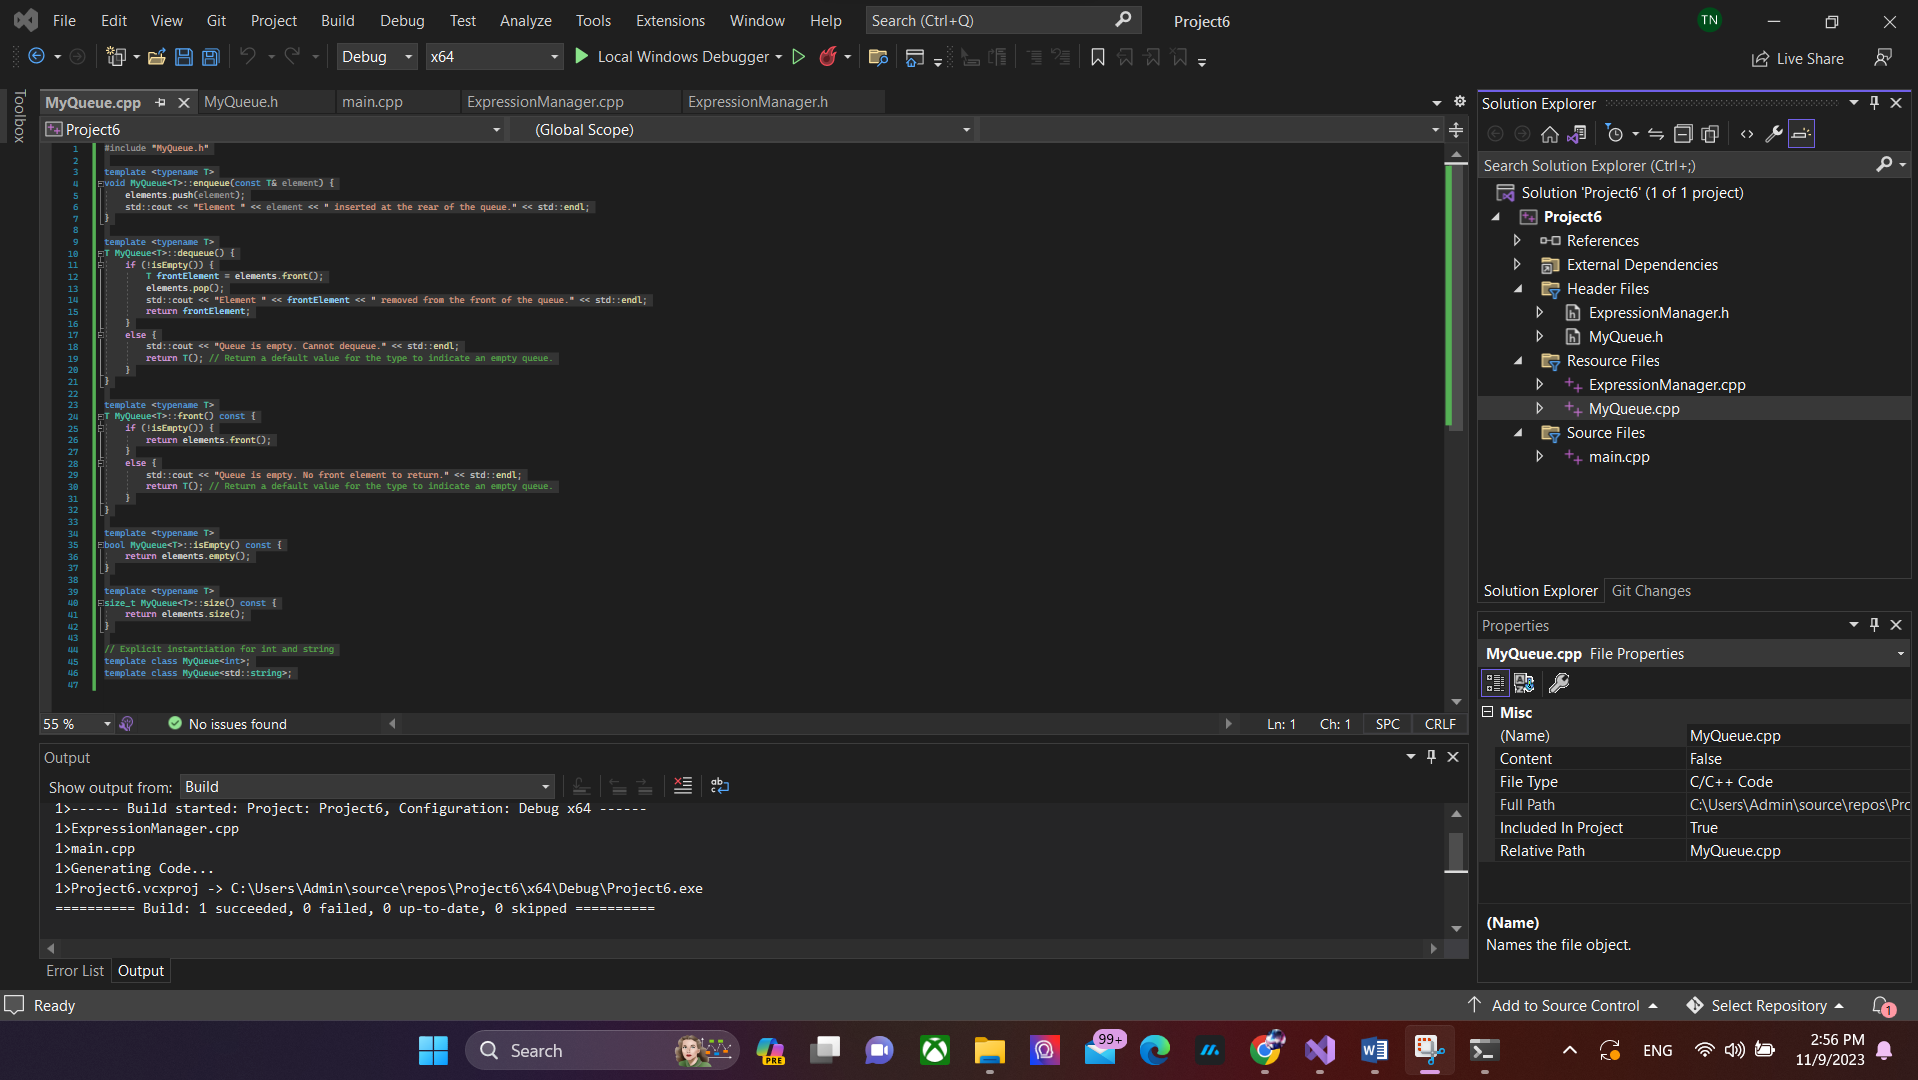 File Edit View Git Project Build Debug Test Analyze Tools Extensions Window Help Search (Ctrl+Q) Project6 TN
Debug x64 Local Windows Debugger Live Share
Toolbox
MyQueue.cpp MyQueue.h main.cpp ExpressionManager.cpp ExpressionManager.h
Project6 (Global Scope)
1 #include "MyQueue.h"
2
3 template <typename T>
4 void MyQueue<T>::enqueue(const T& element) {
5 elements.push(element);
6 std::cout << "Element " << element << " inserted at the rear of the queue." << std::endl;
7 }
8
9 template <typename T>
10 T MyQueue<T>::dequeue() {
11 if (!isEmpty()) {
12 T frontElement = elements.front();
13 elements.pop();
14 std::cout << "Element " << frontElement << " removed from the front of the queue." << std::endl;
15 return frontElement;
16 }
17 else {
18 std::cout << "Queue is empty. Cannot dequeue." << std::endl;
19 return T(); // Return a default value for the type to indicate an empty queue.
20 }
21 }
22
23 template <typename T>
24 T MyQueue<T>::front() const {
25 if (!isEmpty()) {
26 return elements.front();
27 }
28 else {
29 std::cout << "Queue is empty. No front element to return." << std::endl;
30 return T(); // Return a default value for the type to indicate an empty queue.
31 }
32 }
33
34 template <typename T>
35 bool MyQueue<T>::isEmpty() const {
36 return elements.empty();
37 }
38
39 template <typename T>
40 size_t MyQueue<T>::size() const {
41 return elements.size();
42 }
43
44 // Explicit instantiation for int and string
45 template class MyQueue<int>;
46 template class MyQueue<std::string>;
47
55 % No issues found Ln: 1 Ch: 1 SPC CRLF
Output
Show output from: Build
1>------ Build started: Project: Project6, Configuration: Debug x64 ------
1>ExpressionManager.cpp
1>main.cpp
1>Generating Code...
1>Project6.vcxproj -> C:\Users\Admin\source\repos\Project6\x64\Debug\Project6.exe
========== Build: 1 succeeded, 0 failed, 0 up-to-date, 0 skipped ==========
Error List Output
Solution Explorer
Search Solution Explorer (Ctrl+;)
Solution 'Project6' (1 of 1 project)
Project6
References
External Dependencies
Header Files
ExpressionManager.h
MyQueue.h
Resource Files
ExpressionManager.cpp
MyQueue.cpp
Source Files
main.cpp
Solution Explorer Git Changes
Properties
MyQueue.cpp File Properties
Misc
(Name) MyQueue.cpp
Content False
File Type C/C++ Code
Full Path C:\Users\Admin\source\repos\Prc
Included In Project True
Relative Path MyQueue.cpp
(Name)
Names the file object.
Ready Add to Source Control Select Repository 1
Search PRE 99+ ENG 2:56 PM
11/9/2023